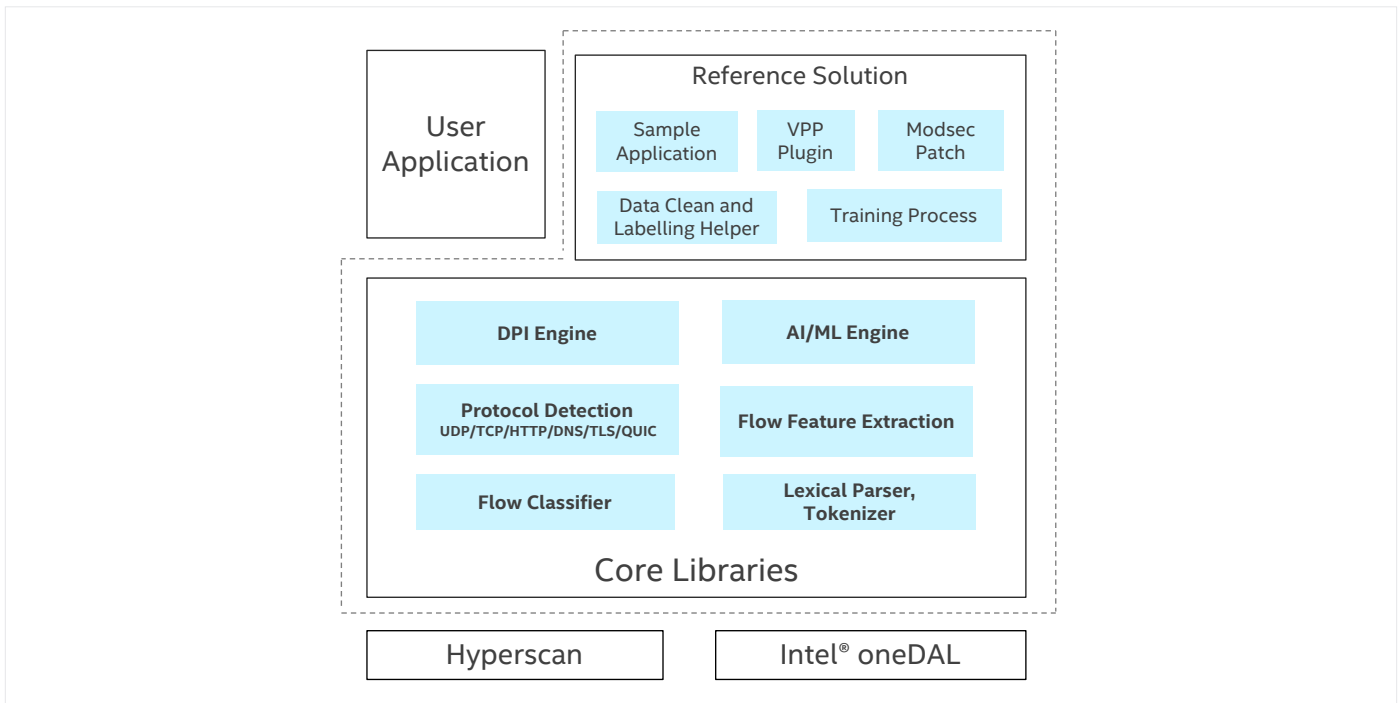 User
Application
Reference Solution
Sample
Application
VPP
Plugin
Modsec
Patch
Data Clean and
Labelling Helper
Training Process
DPI Engine
AI/ML Engine
Protocol Detection
UDP/TCP/HTTP/DNS/TLS/QUIC
Flow Feature Extraction
Flow Classifier
Lexical Parser,
Tokenizer
Core Libraries
Hyperscan
Intel® oneDAL